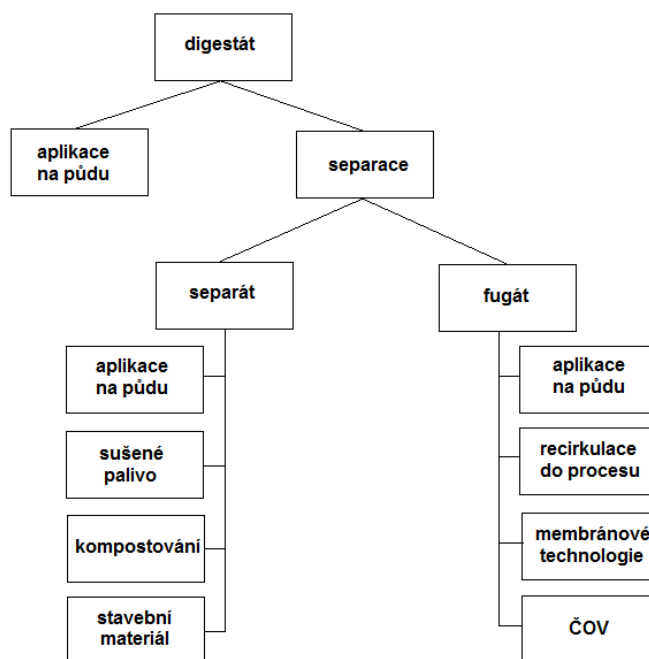 digestát
aplikace
na půdu
separace
separát
fugát
aplikace
na půdu
sušené
palivo
kompostování
stavební
materiál
aplikace
na půdu
recirkulace
do procesu
membránové
technologie
ČOV